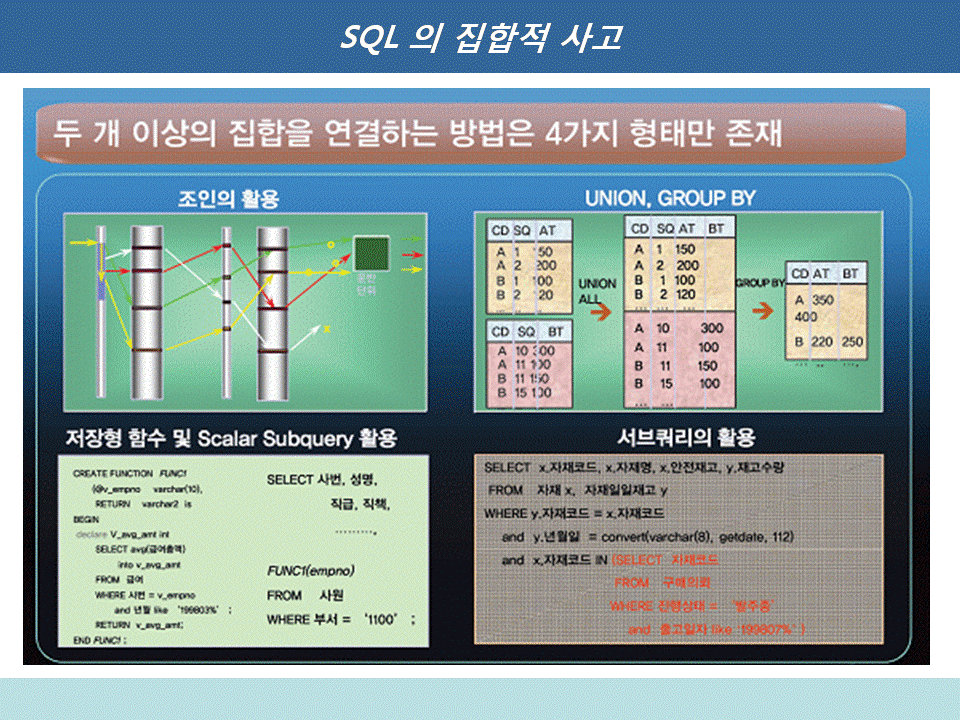 SQL 의 집합적 사고
두 개 이상의 집합을 연결하는 방법은 4가지 형태만 존재
조인의 활용
운반
단위
x
UNION, GROUP BY
CD SQ AT
A 1 150
A 2 200
B 1 100
B 2 120
... .. ...
CD SQ BT
A 10 300
A 11 100
B 11 150
B 15 100
UNION
ALL
CD SQ AT BT
A 1 150
A 2 200
B 1 100
B 2 120
... ...
A 10 300
A 11 100
B 11 150
B 15 100
... ...
GROUP BY
CD AT BT
A 350
400
B 220 250
... .. ...
저장형 함수 및 Scalar Subquery 활용
CREATE FUNCTION FUNC1
(@v_empno varchar(10),
RETURN varchar2 is
BEGIN
declare V_avg_amt int
SELECT avg(급여총액)
into v_avg_amt
FROM 급여
WHERE 사번 = v_empno
and 년월 like ‘199803%’ ;
RETURN v_avg_amt;
END FUNC1 ;
SELECT 사번, 성명,
직급, 직책,
………,
FUNC1(empno)
FROM 사원
WHERE 부서 = ‘1100’ ;
서브쿼리의 활용
SELECT x.자재코드, x.자재명, x.안전재고, y.재고수량
FROM 자재 x, 자재일일재고 y
WHERE y.자재코드 = x.자재코드
and y.년월일 = convert(varchar(8), getdate, 112)
and x.자재코드 IN (SELECT 자재코드
FROM 구매의뢰
WHERE 진행상태 = ‘발주중’
and 출고일자 like ‘199807%’ )